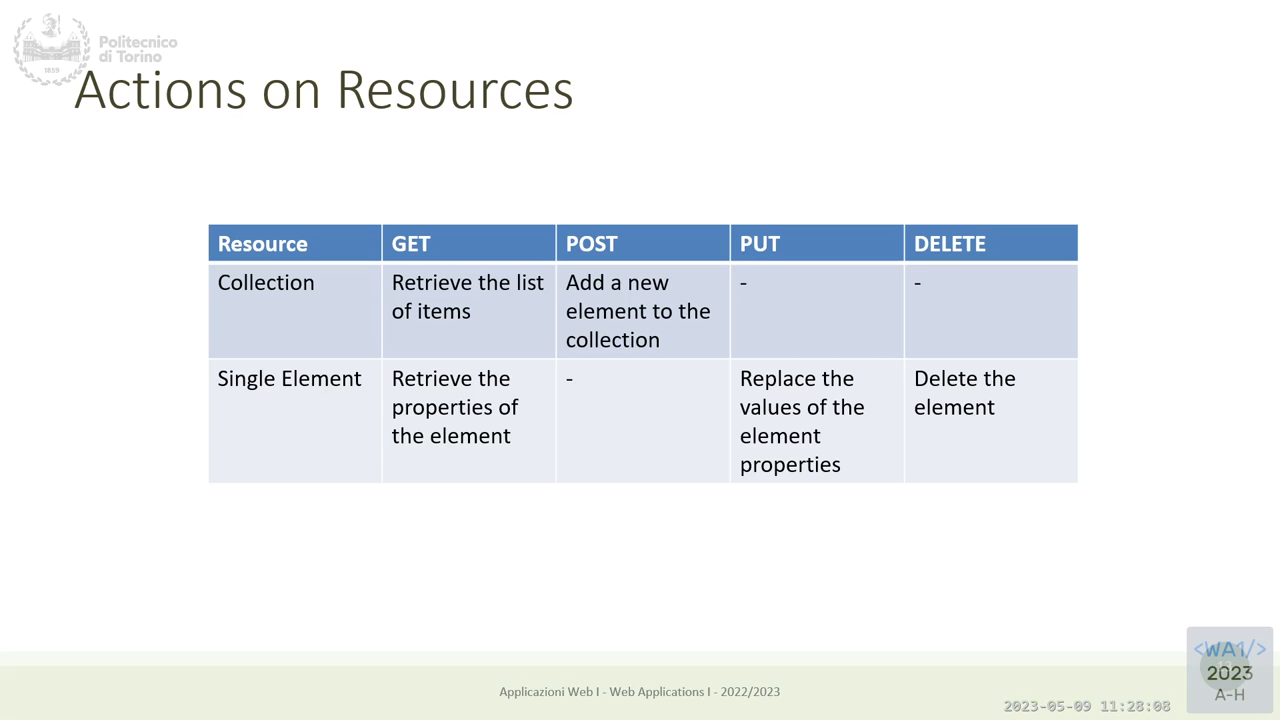 Politecnico
di Torino
1859
Actions on Resources
Resource GET POST PUT DELETE
Collection Retrieve the list of items Add a new element to the collection - -
Single Element Retrieve the properties of the element - Replace the values of the element properties Delete the element
Applicazioni Web I - Web Applications I - 2022/2023
2023-05-09 11:28:08
<WA1/>
2023
A-H